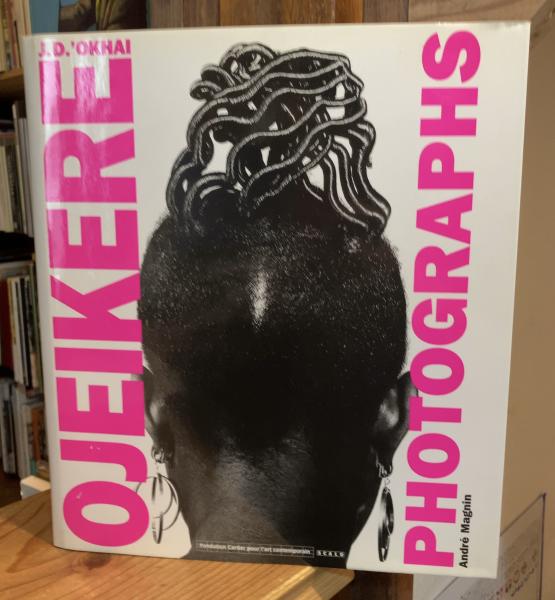 J.D.'OKHAI
OJEIKERE
PHOTOGRAPHS
André Magnin
Fondation Cartier pour l'art contemporain
SCALO